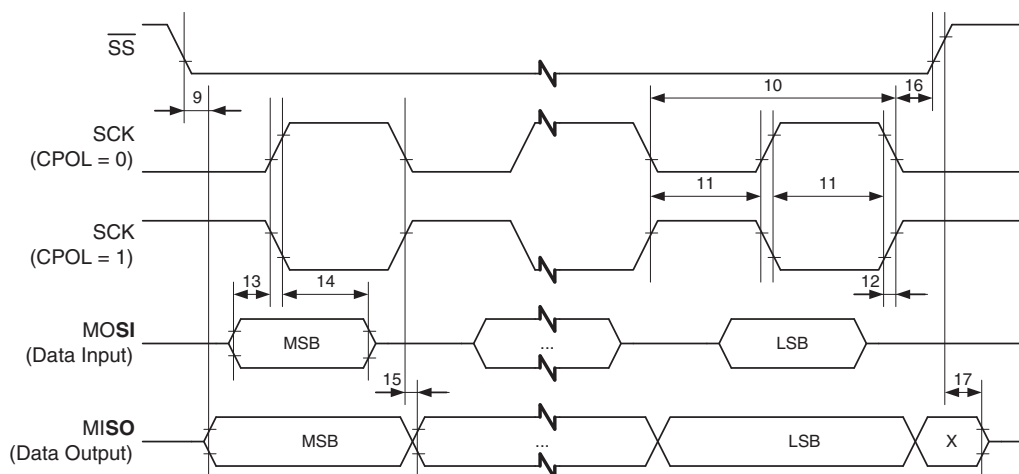 SS
9
10
16
SCK
(CPOL = 0)
11
11
SCK
(CPOL = 1)
13
14
12
MOSI
(Data Input)
MSB
...
LSB
15
17
MISO
(Data Output)
MSB
...
LSB
X